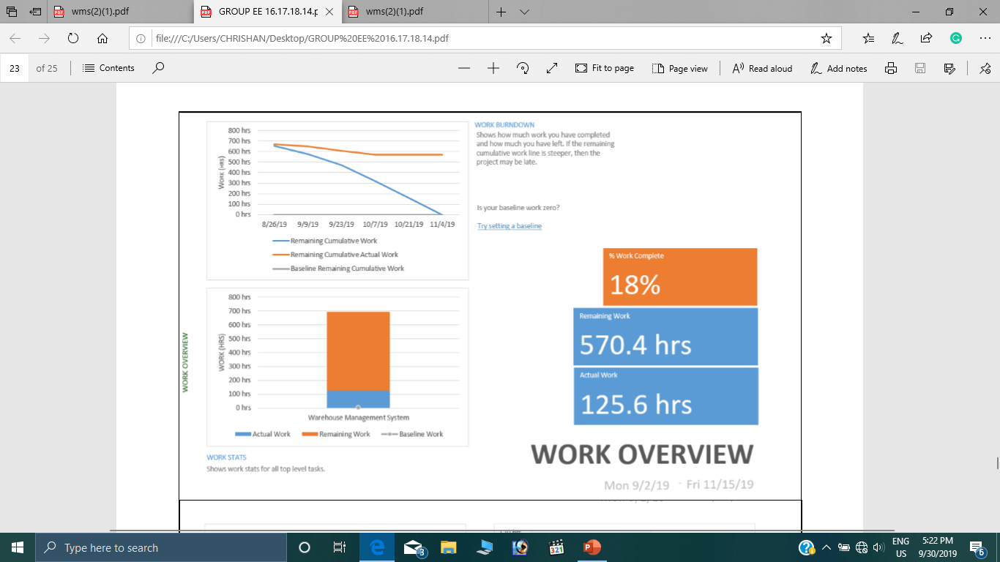 wms(2)(1).pdf
GROUP EE 16.17.18.14.p
wms(2)(1).pdf
file:///C:/Users/CHRISHAN/Desktop/GROUP%20EE%2016.17.18.14.pdf
23 of 25
Contents
Fit to page
Page view
Read aloud
Add notes
WORK OVERVIEW
WORK (HRS)
800 hrs
700 hrs
600 hrs
500 hrs
400 hrs
300 hrs
200 hrs
100 hrs
0 hrs
8/26/19 9/9/19 9/23/19 10/7/19 10/21/19 11/4/19
Remaining Cumulative Work
Remaining Cumulative Actual Work
Baseline Remaining Cumulative Work
WORK BURNDOWN
Shows how much work you have completed
and how much you have left. If the remaining
cumulative work line is steeper, then the
project may be late.
Is your baseline work zero?
Try setting a baseline
WORK (HRS)
800 hrs
700 hrs
600 hrs
500 hrs
400 hrs
300 hrs
200 hrs
100 hrs
0 hrs
Warehouse Management System
Actual Work Remaining Work Baseline Work
WORK STATS
Shows work stats for all top level tasks.
% Work Complete
18%
Remaining Work
570.4 hrs
Actual Work
125.6 hrs
WORK OVERVIEW
Mon 9/2/19 - Fri 11/15/19
Type here to search
3
321
ENG
US
5:22 PM
9/30/2019
6